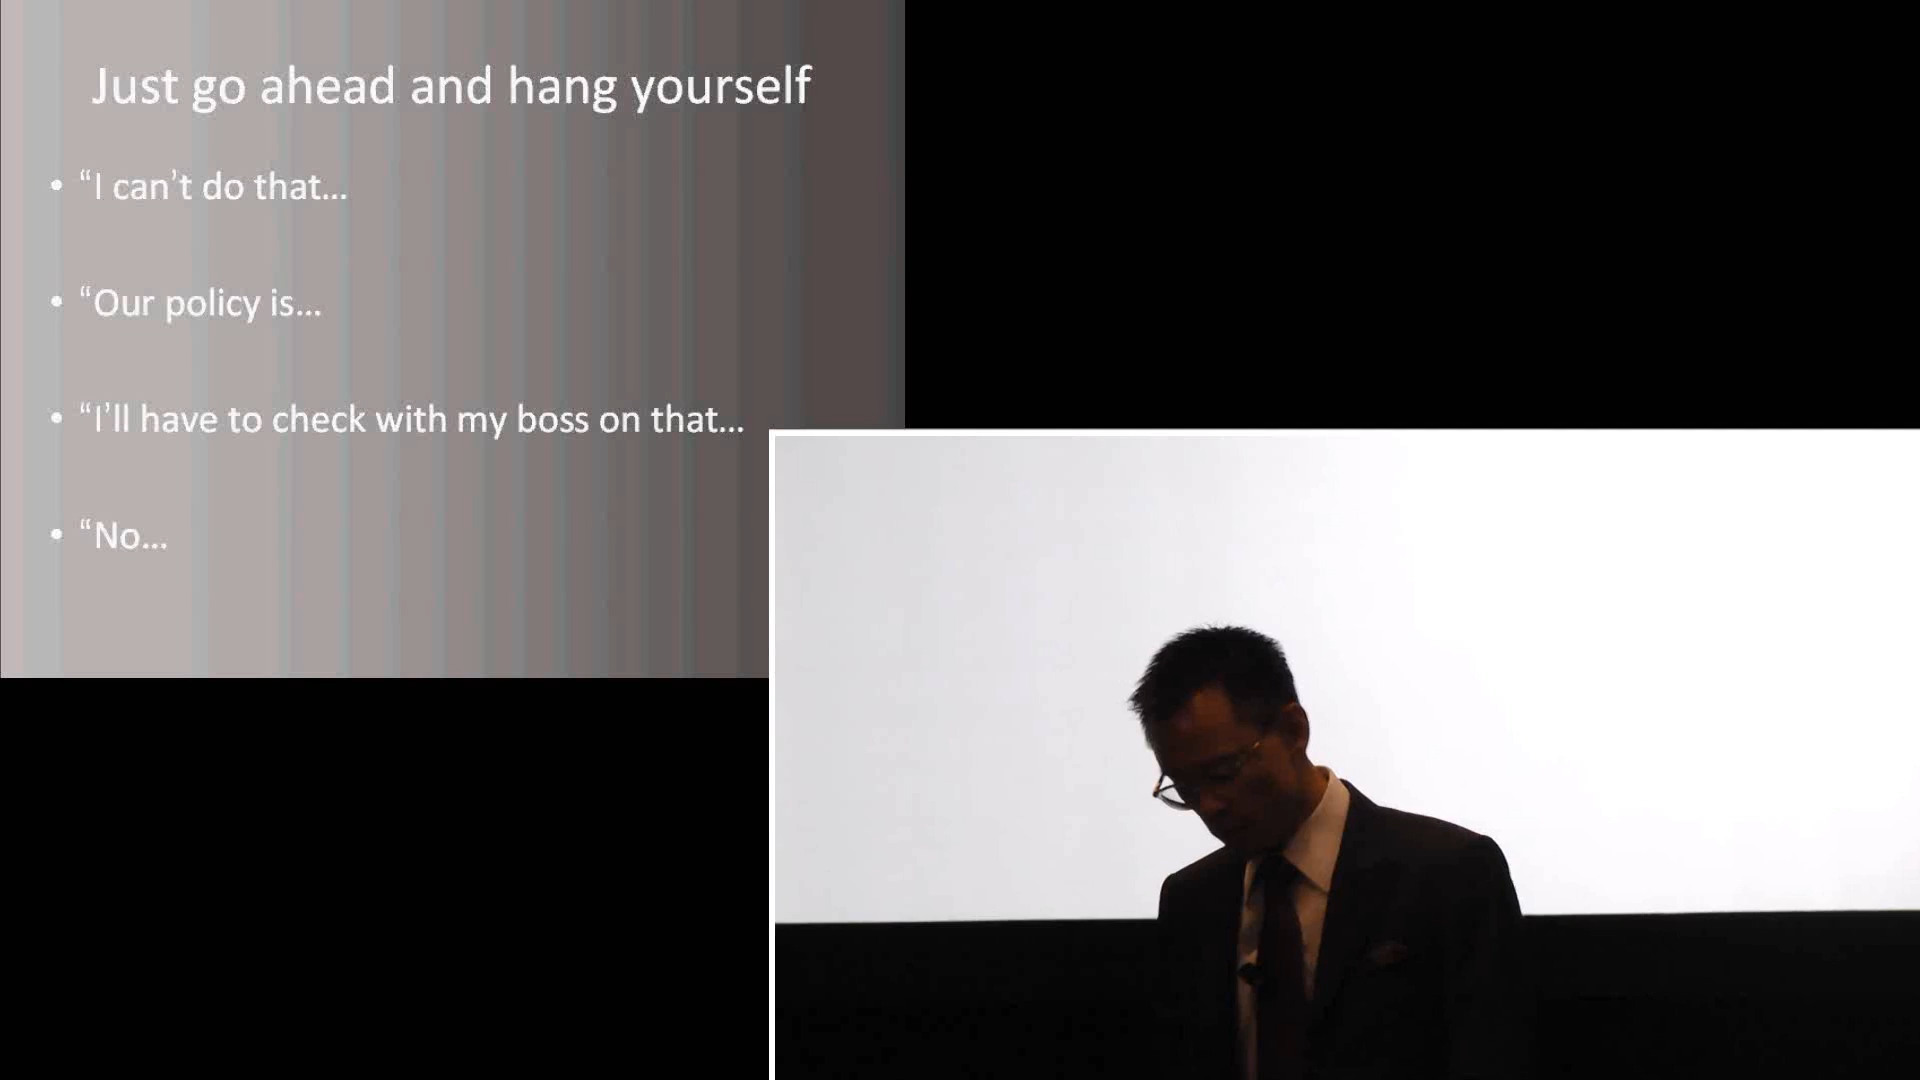 Just go ahead and hang yourself
• “I can’t do that...
• “Our policy is...
• “I’ll have to check with my boss on that...
• “No...